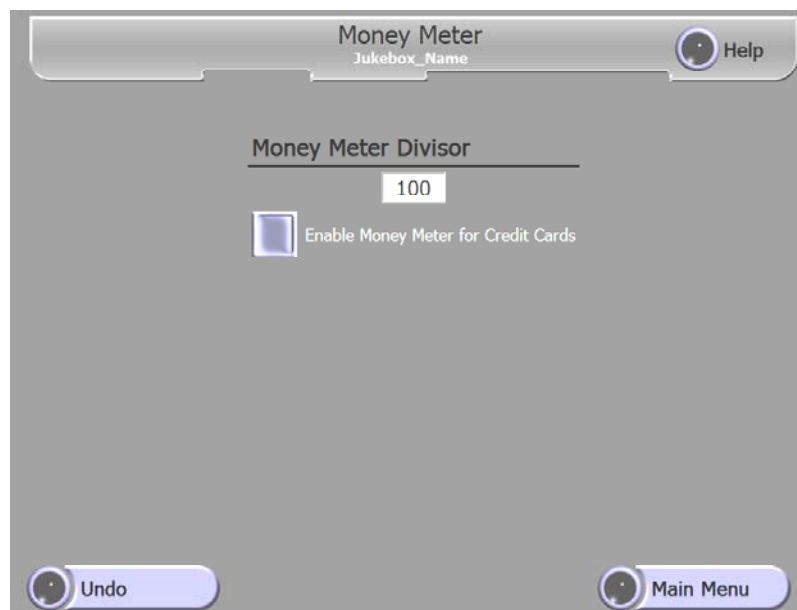 Money Meter
Jukebox_Name
Help
Money Meter Divisor
100
Enable Money Meter for Credit Cards
Undo
Main Menu